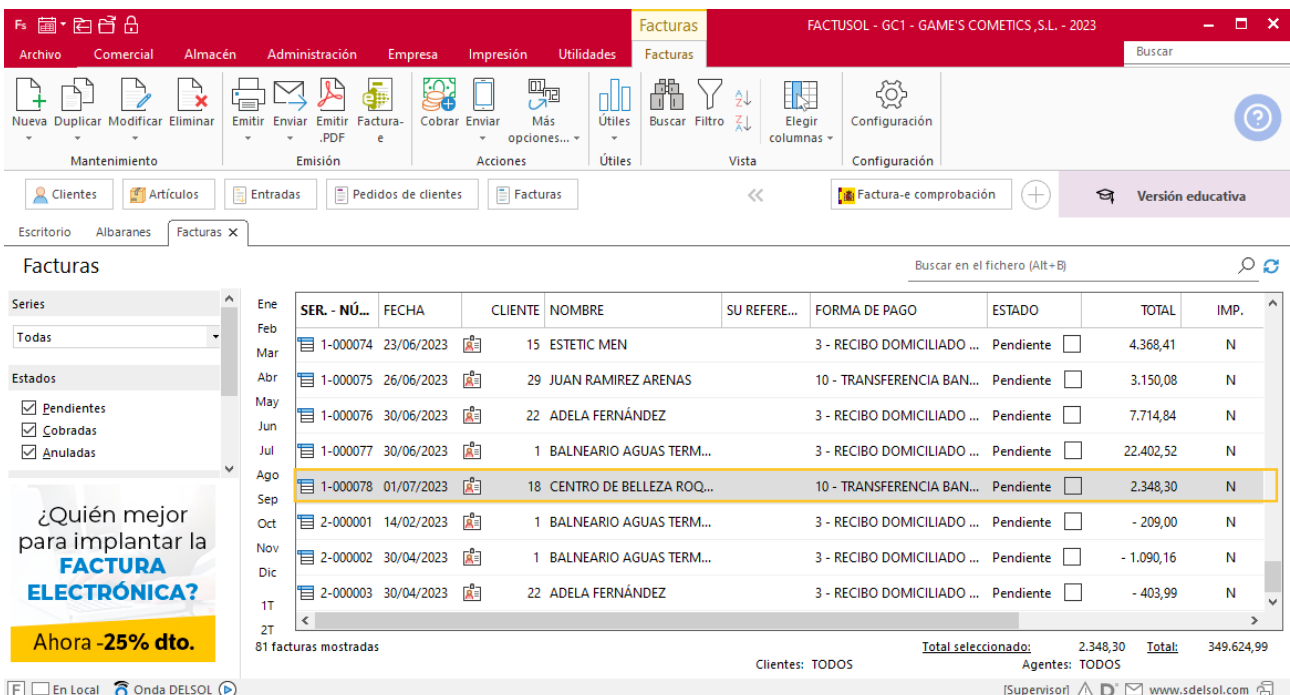 Fs
Facturas
FACTUSOL - GC1 - GAME'S COMETICS ,S.L. - 2023
Archivo Comercial Almacén Administración Empresa Impresión Utilidades Facturas
Buscar
Nueva Duplicar Modificar Eliminar Emitir Enviar Emitir .PDF Factura-e Cobrar Enviar Más opciones... Útiles Buscar Filtro Elegir columnas Configuración
Mantenimiento Emisión Acciones Útiles Vista Configuración
Clientes Artículos Entradas Pedidos de clientes Facturas Factura-e comprobación Versión educativa
Escritorio Albaranes Facturas
Facturas
Buscar en el fichero (Alt+B)
Series
Todas
Estados
Pendientes
Cobradas
Anuladas
¿Quién mejor
para implantar la
FACTURA
ELECTRÓNICA?
Ahora -25% dto.
Ene
Feb
Mar
Abr
May
Jun
Jul
Ago
Sep
Oct
Nov
Dic
1T
2T
SER. - NÚ... FECHA CLIENTE NOMBRE SU REFERE... FORMA DE PAGO ESTADO TOTAL IMP.
1-000074 23/06/2023 15 ESTETIC MEN 3 - RECIBO DOMICILIADO ... Pendiente 4.368,41 N
1-000075 26/06/2023 29 JUAN RAMIREZ ARENAS 10 - TRANSFERENCIA BAN... Pendiente 3.150,08 N
1-000076 30/06/2023 22 ADELA FERNÁNDEZ 3 - RECIBO DOMICILIADO ... Pendiente 7.714,84 N
1-000077 30/06/2023 1 BALNEARIO AGUAS TERM... 3 - RECIBO DOMICILIADO ... Pendiente 22.402,52 N
1-000078 01/07/2023 18 CENTRO DE BELLEZA ROQ... 10 - TRANSFERENCIA BAN... Pendiente 2.348,30 N
2-000001 14/02/2023 1 BALNEARIO AGUAS TERM... 3 - RECIBO DOMICILIADO ... Pendiente - 209,00 N
2-000002 30/04/2023 1 BALNEARIO AGUAS TERM... 3 - RECIBO DOMICILIADO ... Pendiente - 1.090,16 N
2-000003 30/04/2023 22 ADELA FERNÁNDEZ 3 - RECIBO DOMICILIADO ... Pendiente - 403,99 N
81 facturas mostradas Total seleccionado: 2.348,30 Total: 349.624,99
Clientes: TODOS Agentes: TODOS
F En Local Onda DELSOL [Supervisor] D www.sdelsol.com